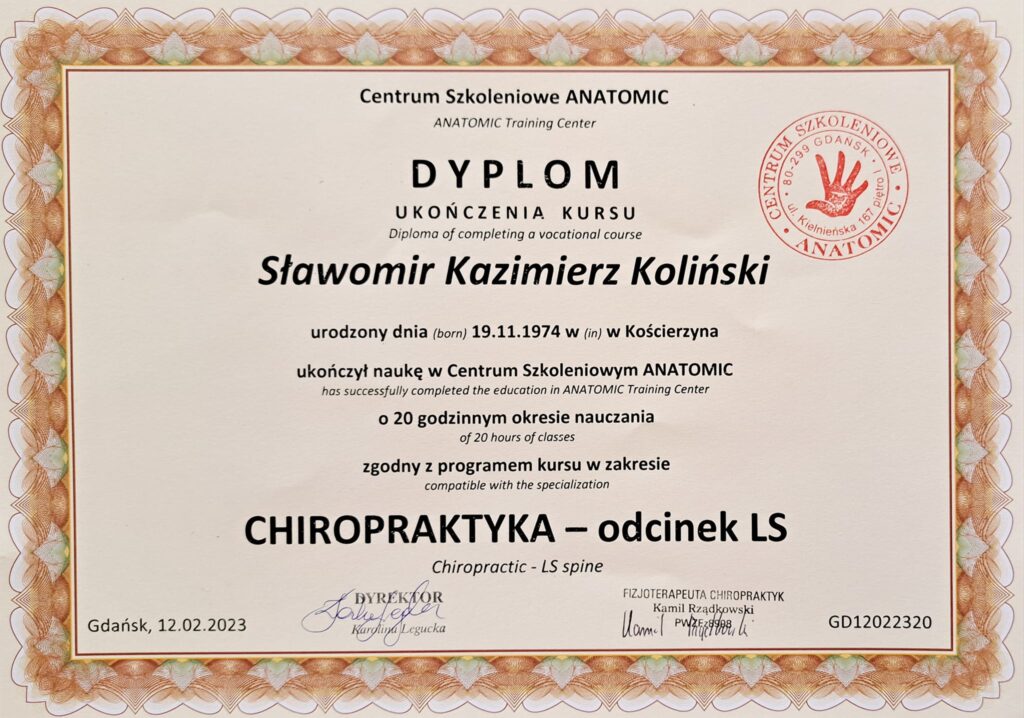 Centrum Szkoleniowe ANATOMIC
ANATOMIC Training Center
DYPLOM
UKOŃCZENIA KURSU
Diploma of completing a vocational course
Sławomir Kazimierz Koliński
urodzony dnia (born) 19.11.1974 w (in) w Kościerzyna
ukończył naukę w Centrum Szkoleniowym ANATOMIC
has successfully completed the education in ANATOMIC Training Center
o 20 godzinnym okresie nauczania
of 20 hours of classes
zgodny z programem kursu w zakresie
compatible with the specialization
CHIROPRAKTYKA – odcinek LS
Chiropractic - LS spine
CENTRUM SZKOLENIOWE
ANATOMIC
80-299 GDAŃSK
ul. Kielnieńska 167 piętro I
DYREKTOR
Karolina Legucka
FIZJOTERAPEUTA CHIROPRAKTYK
Kamil Rządkowski
Gdańsk, 12.02.2023
GD12022320